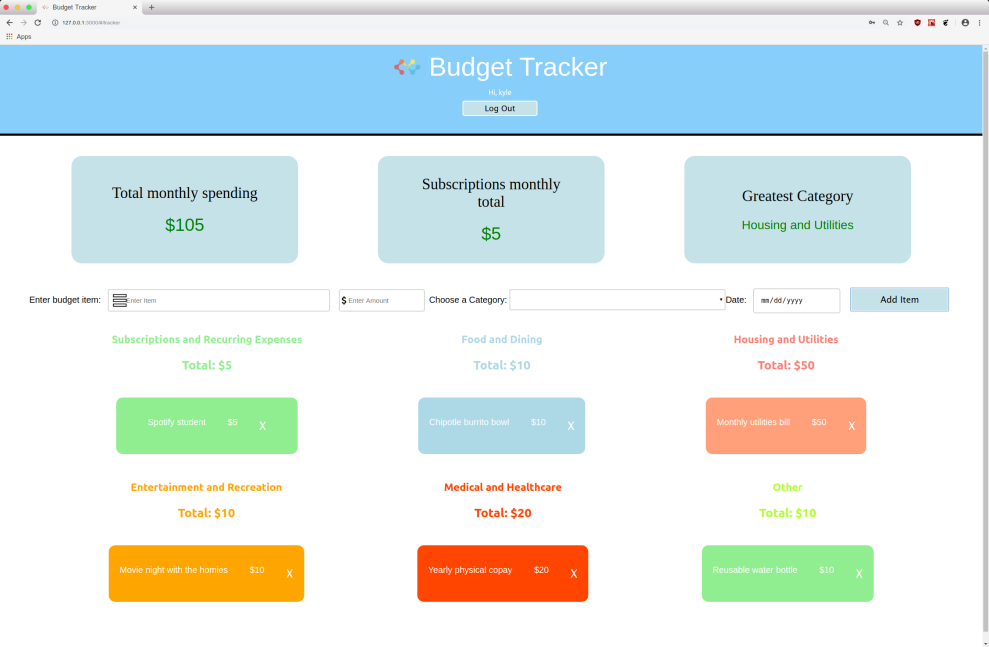 Budget Tracker
127.0.0.1:3000/#/tracker
Apps
Budget Tracker
Hi, kyle
Log Out
Total monthly spending
$105
Subscriptions monthly
total
$5
Greatest Category
Housing and Utilities
Enter budget item: Enter Item $ Enter Amount Choose a Category: Date: mm/dd/yyyy Add Item
Subscriptions and Recurring Expenses
Total: $5
Spotify student $5 X
Food and Dining
Total: $10
Chipotle burrito bowl $10 X
Housing and Utilities
Total: $50
Monthly utilities bill $50 X
Entertainment and Recreation
Total: $10
Movie night with the homies $10 X
Medical and Healthcare
Total: $20
Yearly physical copay $20 X
Other
Total: $10
Reusable water bottle $10 X